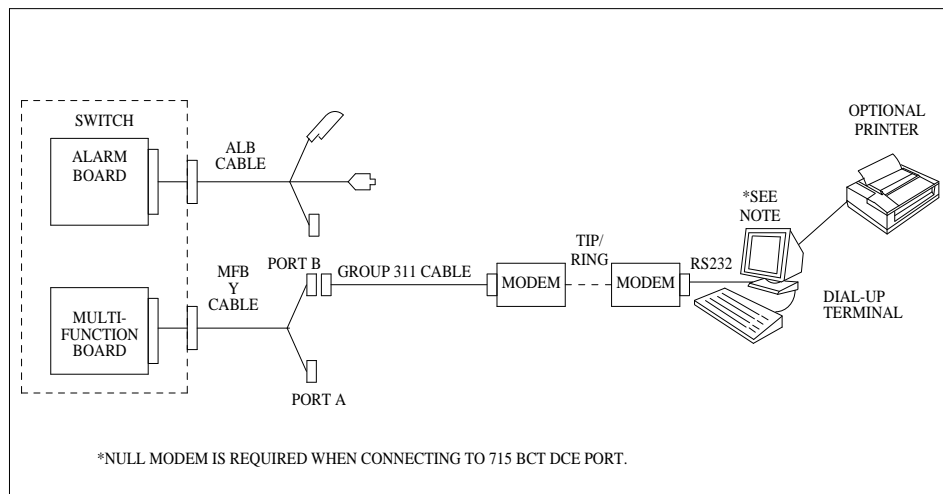 SWITCH
ALARM
BOARD
ALB
CABLE
OPTIONAL
PRINTER
*SEE
NOTE
MULTI-
FUNCTION
BOARD
MFB
Y
CABLE
PORT B
PORT A
GROUP 311 CABLE
MODEM
TIP/
RING
MODEM
RS232
DIAL-UP
TERMINAL
*NULL MODEM IS REQUIRED WHEN CONNECTING TO 715 BCT DCE PORT.